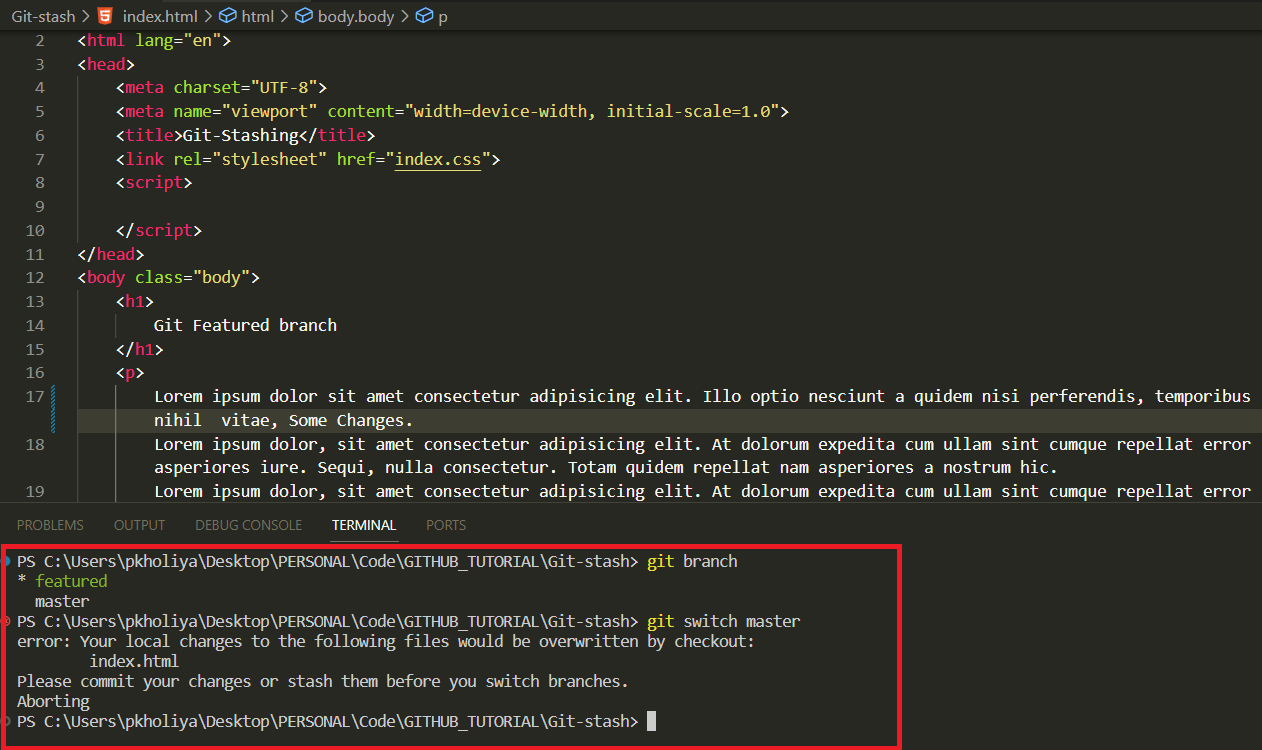 Git-stash > index.html > html > body.body > p
2 <html lang="en">
3 <head>
4 <meta charset="UTF-8">
5 <meta name="viewport" content="width=device-width, initial-scale=1.0">
6 <title>Git-Stashing</title>
7 <link rel="stylesheet" href="index.css">
8 <script>
9
10 </script>
11 </head>
12 <body class="body">
13 <h1>
14 Git Featured branch
15 </h1>
16 <p>
17 Lorem ipsum dolor sit amet consectetur adipisicing elit. Illo optio nesciunt a quidem nisi perferendis, temporibus
nihil  vitae, Some Changes.
18 Lorem ipsum dolor, sit amet consectetur adipisicing elit. At dolorum expedita cum ullam sint cumque repellat error
asperiores iure. Sequi, nulla consectetur. Totam quidem repellat nam asperiores a nostrum hic.
19 Lorem ipsum dolor, sit amet consectetur adipisicing elit. At dolorum expedita cum ullam sint cumque repellat error
PROBLEMS OUTPUT DEBUG CONSOLE TERMINAL PORTS
PS C:\Users\pkholiya\Desktop\PERSONAL\Code\GITHUB_TUTORIAL\Git-stash> git branch
* featured
master
PS C:\Users\pkholiya\Desktop\PERSONAL\Code\GITHUB_TUTORIAL\Git-stash> git switch master
error: Your local changes to the following files would be overwritten by checkout:
index.html
Please commit your changes or stash them before you switch branches.
Aborting
PS C:\Users\pkholiya\Desktop\PERSONAL\Code\GITHUB_TUTORIAL\Git-stash>